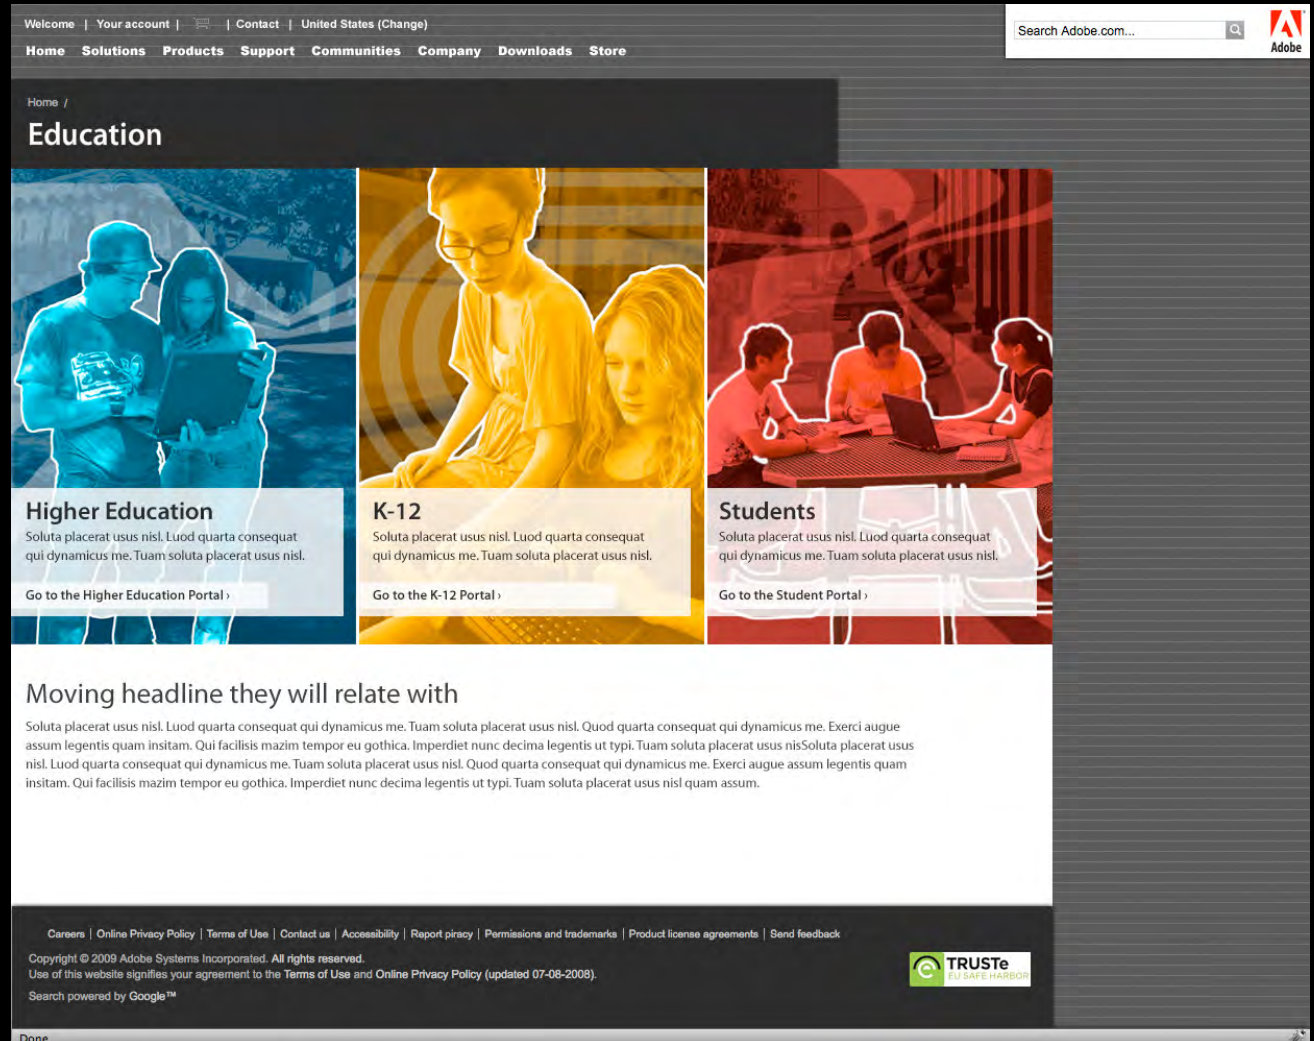 Welcome | Your account | | Contact | United States (Change)
Search Adobe.com...
Adobe
Home Solutions Products Support Communities Company Downloads Store
Home /
Education
Higher Education
Soluta placerat usus nisl. Luod quarta consequat
qui dynamicus me. Tuam soluta placerat usus nisl.
Go to the Higher Education Portal ›
K-12
Soluta placerat usus nisl. Luod quarta consequat
qui dynamicus me. Tuam soluta placerat usus nisl.
Go to the K-12 Portal ›
Students
Soluta placerat usus nisl. Luod quarta consequat
qui dynamicus me. Tuam soluta placerat usus nisl.
Go to the Student Portal ›
Moving headline they will relate with
Soluta placerat usus nisl. Luod quarta consequat qui dynamicus me. Tuam soluta placerat usus nisl. Quod quarta consequat qui dynamicus me. Exerci augue
assum legentis quam insitam. Qui facilisis mazim tempor eu gothica. Imperdiet nunc decima legentis ut typi. Tuam soluta placerat usus nisSoluta placerat usus
nisl. Luod quarta consequat qui dynamicus me. Tuam soluta placerat usus nisl. Quod quarta consequat qui dynamicus me. Exerci augue assum legentis quam
insitam. Qui facilisis mazim tempor eu gothica. Imperdiet nunc decima legentis ut typi. Tuam soluta placerat usus nisl quam assum.
Careers | Online Privacy Policy | Terms of Use | Contact us | Accessibility | Report piracy | Permissions and trademarks | Product license agreements | Send feedback
Copyright © 2009 Adobe Systems Incorporated. All rights reserved.
Use of this website signifies your agreement to the Terms of Use and Online Privacy Policy (updated 07-08-2008).
Search powered by Google™
TRUSTe
EU SAFE HARBOR
Done